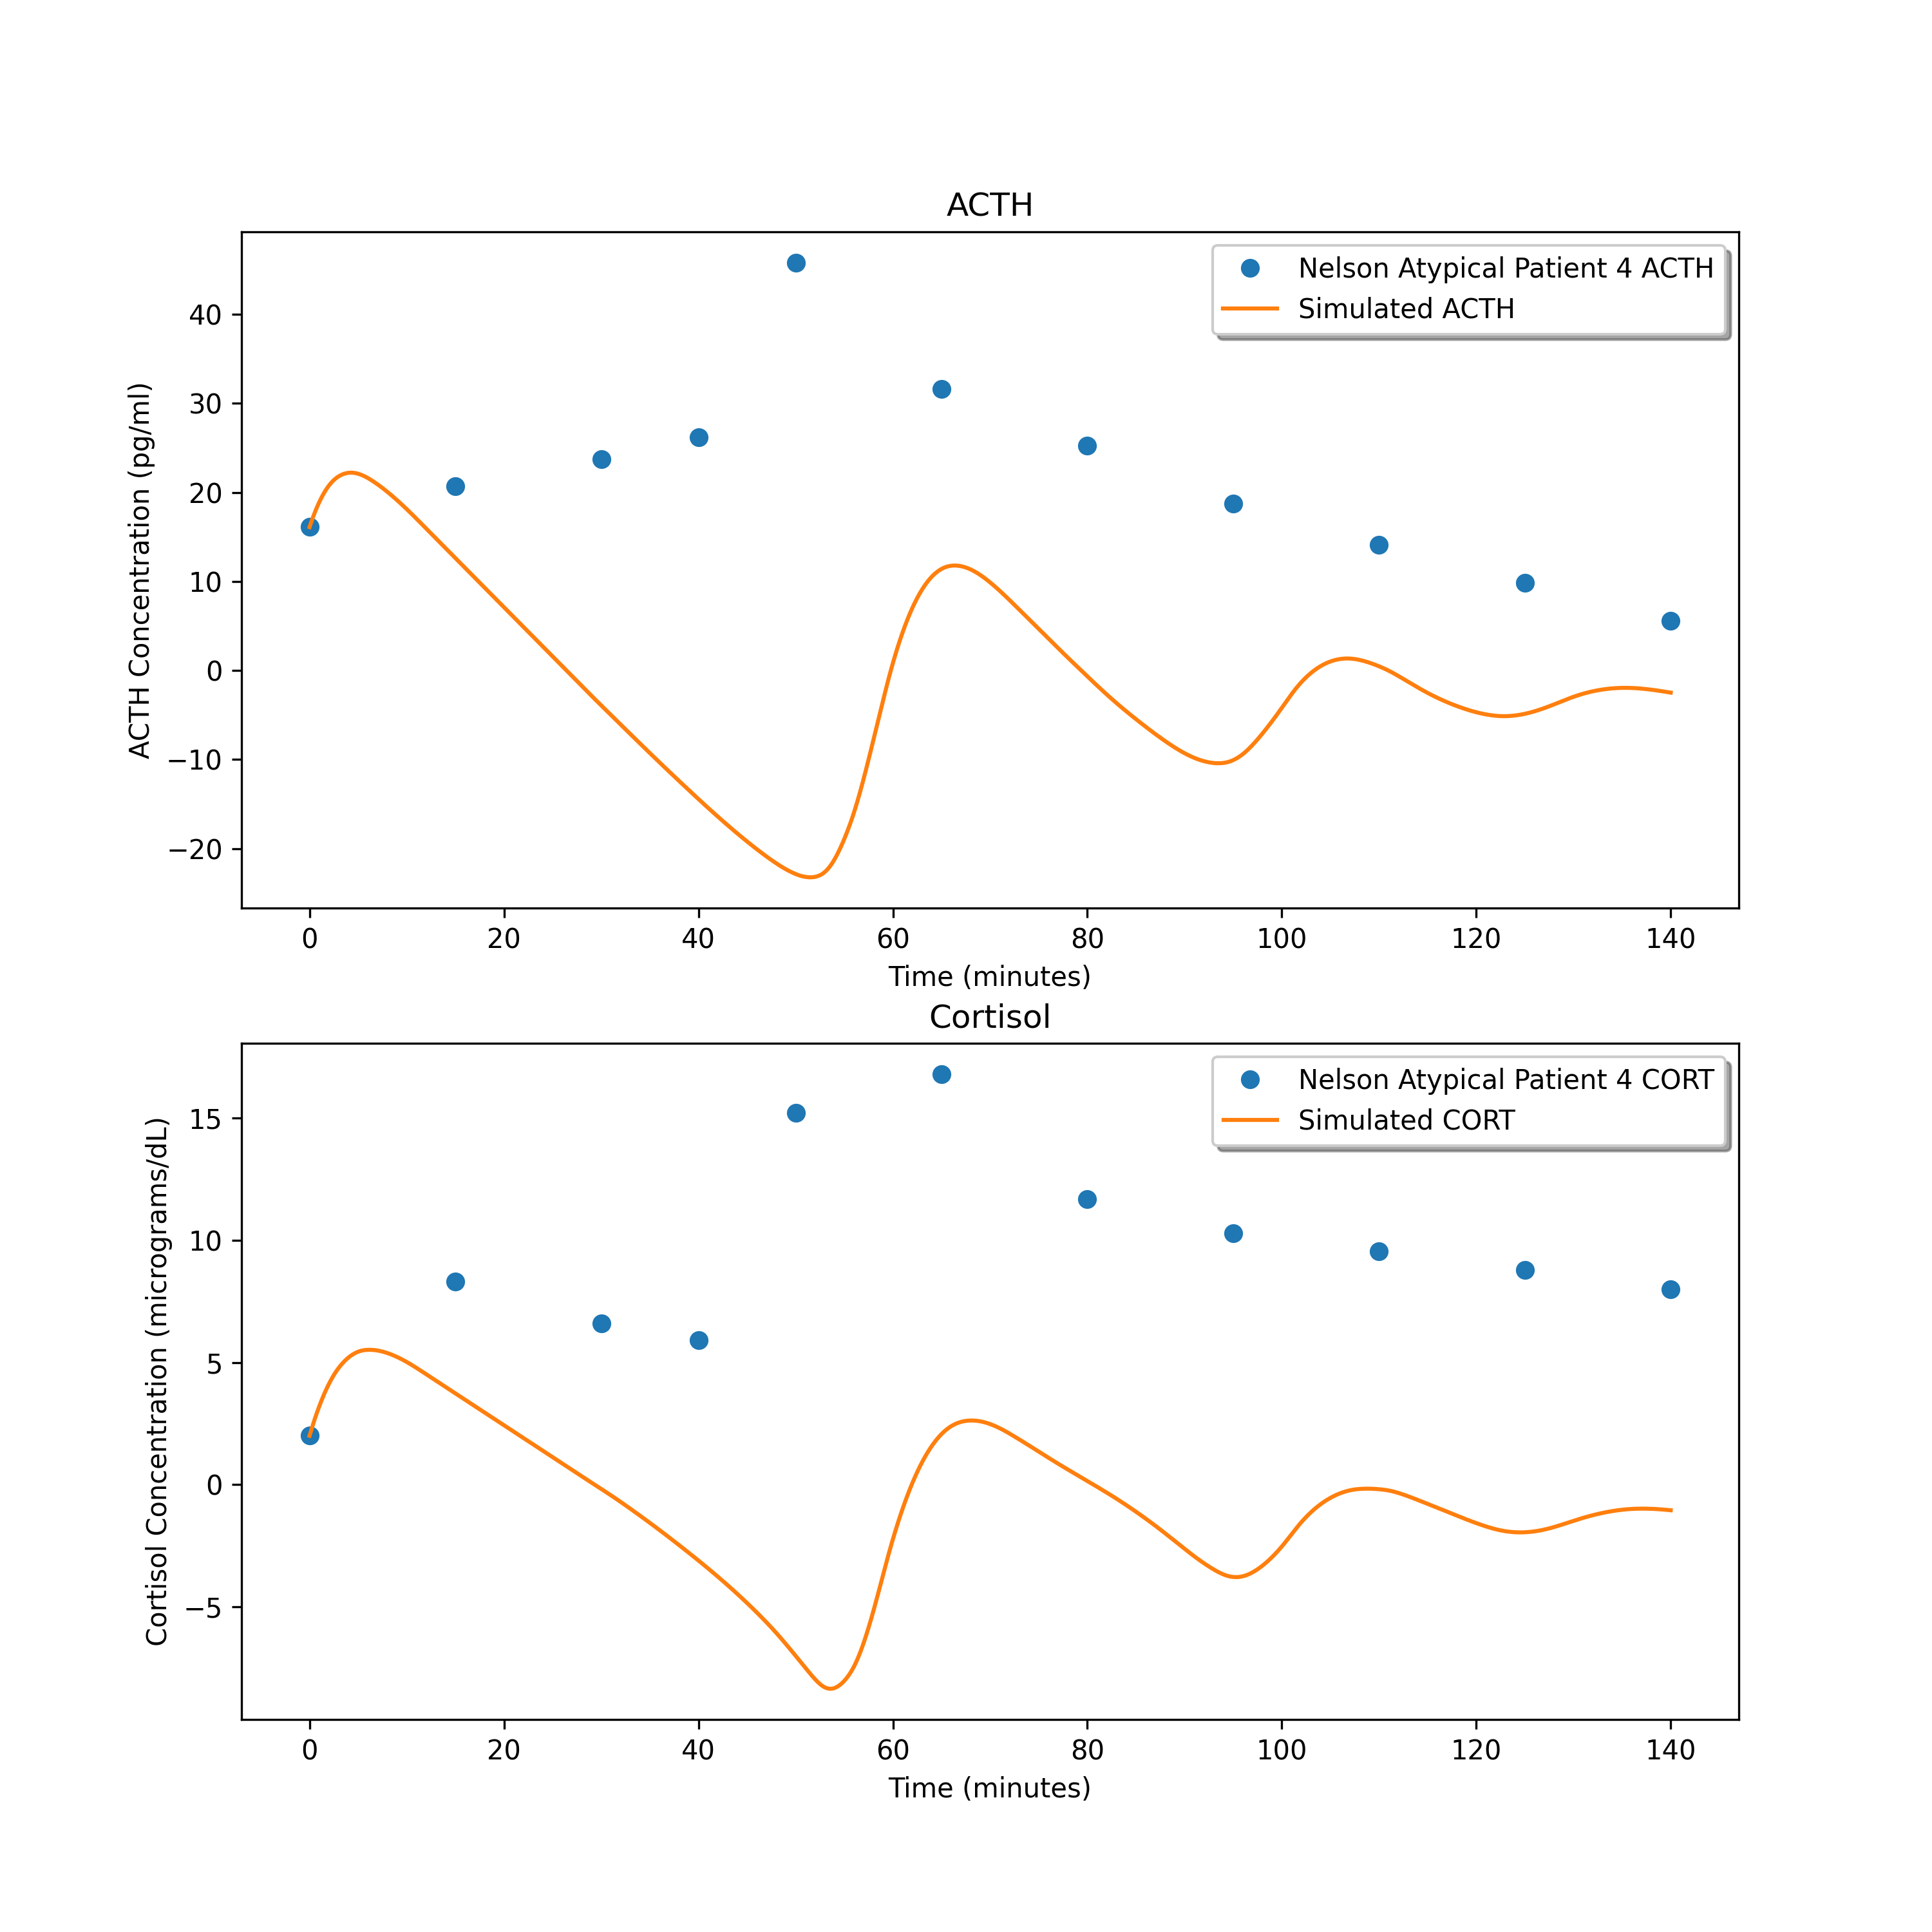 ACTH
Nelson Atypical Patient 4 ACTH
Simulated ACTH
ACTH Concentration (pg/ml)
40
30
20
10
0
−10
−20
0 20 40 60 80 100 120 140
Time (minutes)
Cortisol
Nelson Atypical Patient 4 CORT
Simulated CORT
Cortisol Concentration (micrograms/dL)
15
10
5
0
−5
0 20 40 60 80 100 120 140
Time (minutes)